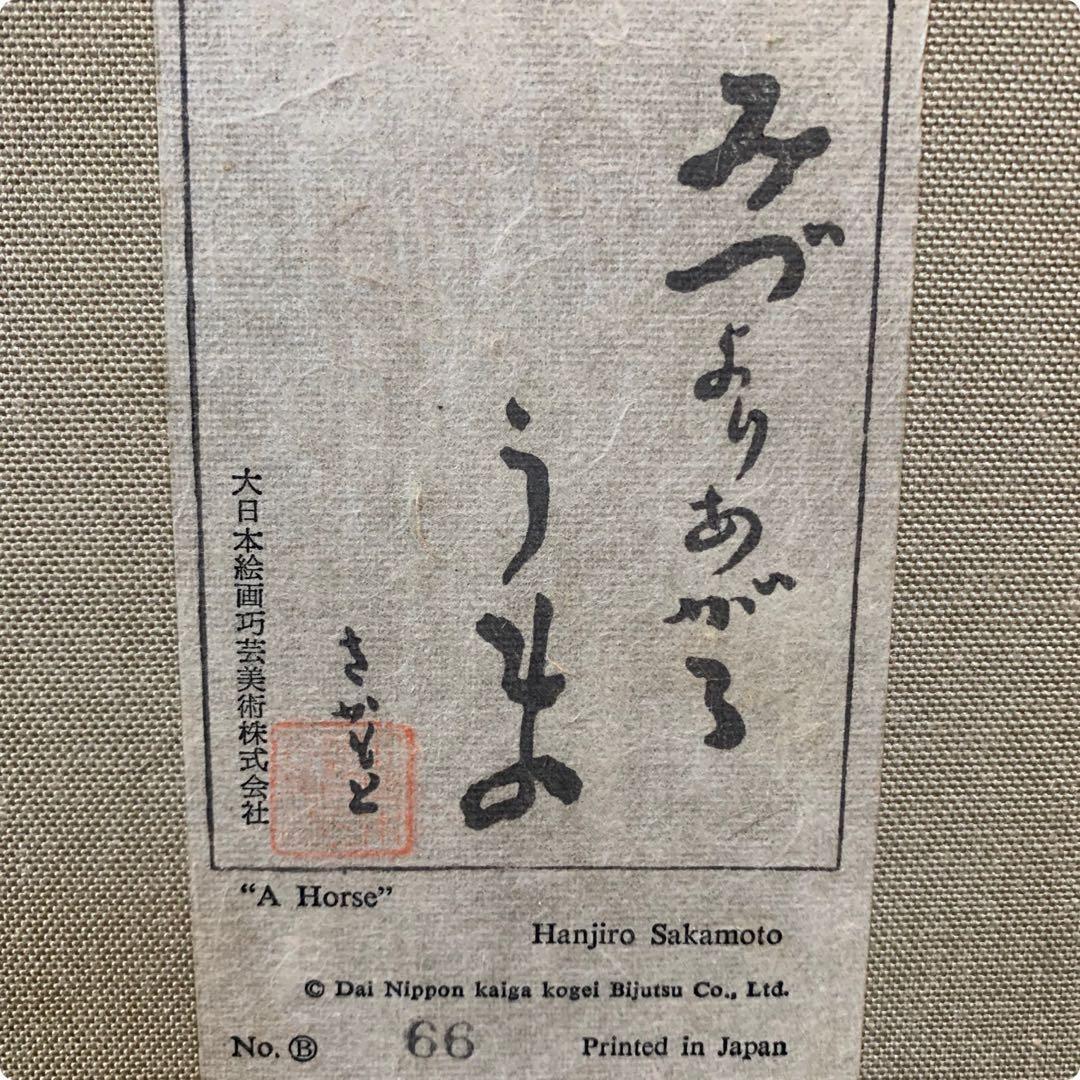 みづよりあがる
うま
さかもと
大日本絵画巧芸美術株式会社
“A Horse”
Hanjiro Sakamoto
© Dai Nippon kaiga kogei Bijutsu Co., Ltd.
No. Ⓑ 66 Printed in Japan